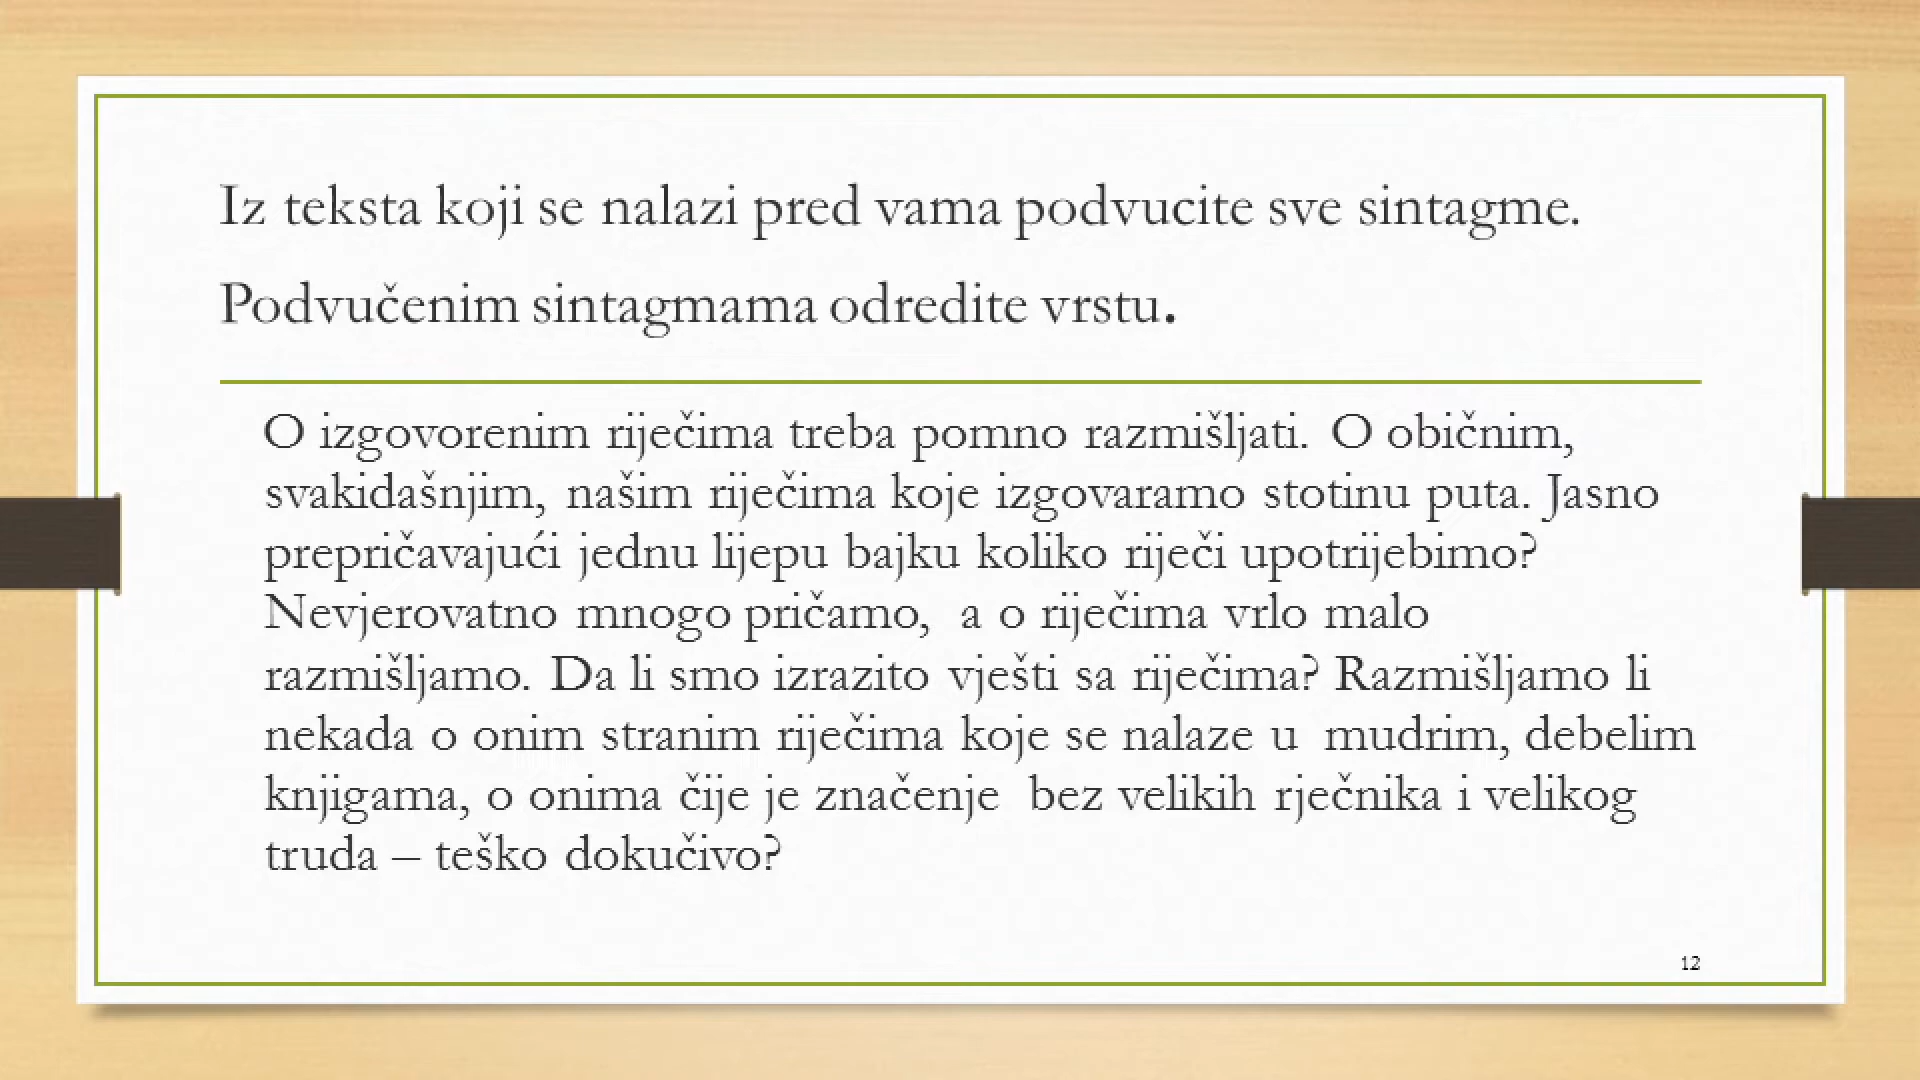 Iz teksta koji se nalazi pred vama podvucite sve sintagme.
Podvučenim sintagmama odredite vrstu.
O izgovorenim riječima treba pomno razmišljati. O običnim,
svakidašnjim, našim riječima koje izgovaramo stotinu puta. Jasno
prepričavajući jednu lijepu bajku koliko riječi upotrijebimo?
Nevjerovatno mnogo pričamo, a o riječima vrlo malo
razmišljamo. Da li smo izrazito vješti sa riječima? Razmišljamo li
nekada o onim stranim riječima koje se nalaze u mudrim, debelim
knjigama, o onima čije je značenje bez velikih rječnika i velikog
truda – teško dokučivo?
12